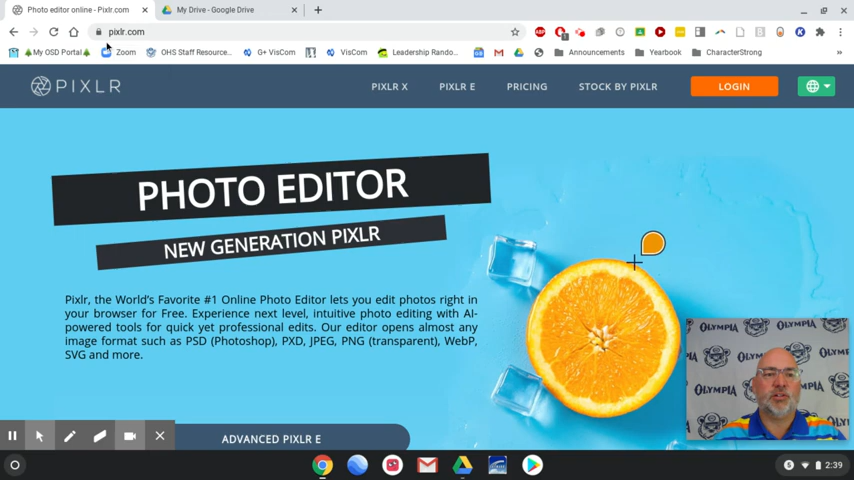 Photo editor online - Pixlr.com
My Drive - Google Drive
pixlr.com
My OSD Portal
Zoom
OHS Staff Resource...
G+ VisCom
VisCom
Leadership Rando...
Announcements
Yearbook
CharacterStrong
PIXLR
PIXLR X
PIXLR E
PRICING
STOCK BY PIXLR
LOGIN
PHOTO EDITOR
NEW GENERATION PIXLR
Pixlr, the World's Favorite #1 Online Photo Editor lets you edit photos right in
your browser for Free. Experience next level, intuitive photo editing with AI-
powered tools for quick yet professional edits. Our editor opens almost any
image format such as PSD (Photoshop), PXD, JPEG, PNG (transparent), WebP,
SVG and more.
OLYMPIA
OLYMPIA
OLYMPIA
ADVANCED PIXLR E
2:39